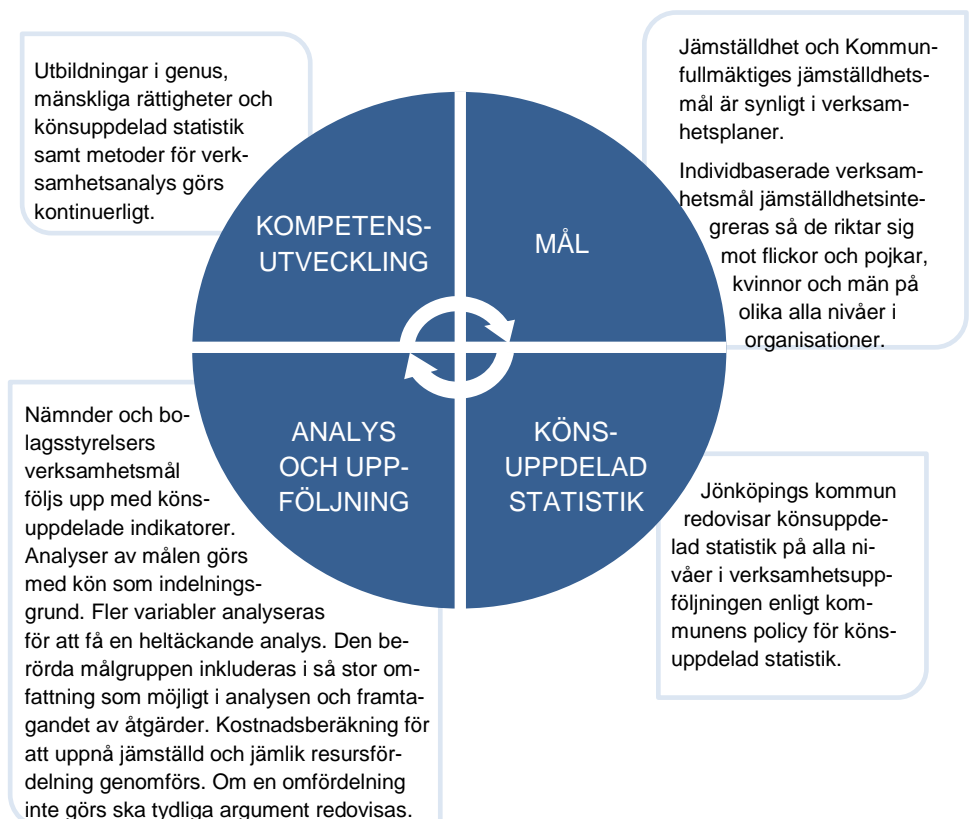 Utbildningar i genus,
mänskliga rättigheter och
könsuppdelad statistik
samt metoder för verk-
samhetsanalys görs
kontinuerligt.
Jämställdhet och Kommun-
fullmäktiges jämställdhets-
mål är synligt i verksam-
hetsplaner.
Individbaserade verksam-
hetsmål jämställdhetsinte-
greras så de riktar sig
mot flickor och pojkar,
kvinnor och män på
olika alla nivåer i
organisationer.
KOMPETENS-
UTVECKLING
MÅL
ANALYS
OCH UPP-
FÖLJNING
KÖNS-
UPPDELAD
STATISTIK
Nämnder och bo-
lagsstyrelsers
verksamhetsmål
följs upp med köns-
uppdelade indikatorer.
Analyser av målen görs
med kön som indelnings-
grund. Fler variabler analyseras
för att få en heltäckande analys. Den be-
rörda målgruppen inkluderas i så stor om-
fattning som möjligt i analysen och framta-
gandet av åtgärder. Kostnadsberäkning för
att uppnå jämställd och jämlik resursför-
delning genomförs. Om en omfördelning
inte görs ska tydliga argument redovisas.
Jönköpings kommun
redovisar könsuppde-
lad statistik på alla ni-
våer i verksamhetsupp-
följningen enligt kom-
munens policy för köns-
uppdelad statistik.